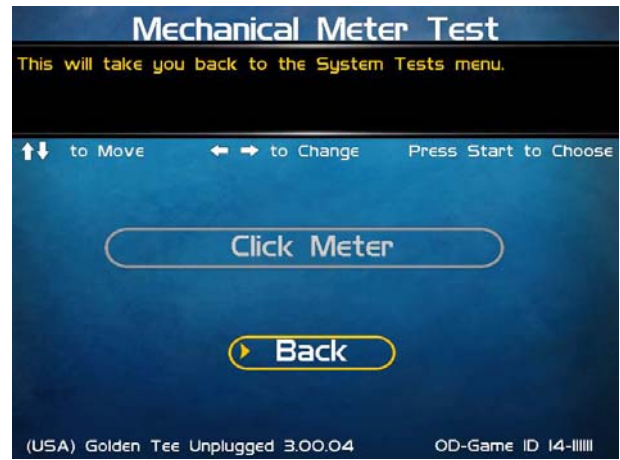 Mechanical Meter Test
This will take you back to the System Tests menu.
to Move to Change Press Start to Choose
Click Meter
Back
(USA) Golden Tee Unplugged 3.00.04 OD-Game ID 14-111111